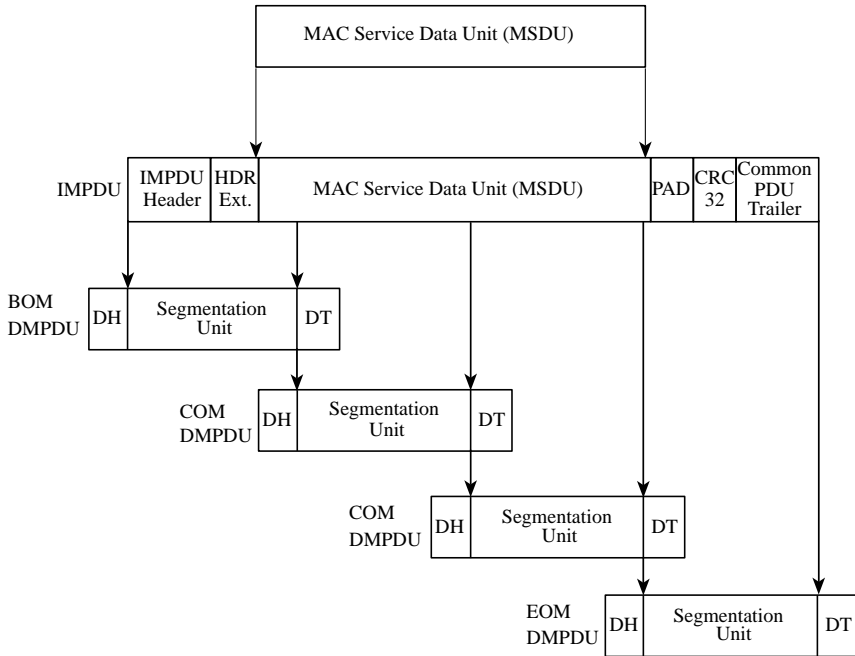 MAC Service Data Unit (MSDU)
IMPDU
IMPDU
Header
HDR
Ext.
MAC Service Data Unit (MSDU)
PAD
CRC
32
Common
PDU
Trailer
BOM
DMPDU
DH
Segmentation
Unit
DT
COM
DMPDU
DH
Segmentation
Unit
DT
COM
DMPDU
DH
Segmentation
Unit
DT
EOM
DMPDU
DH
Segmentation
Unit
DT